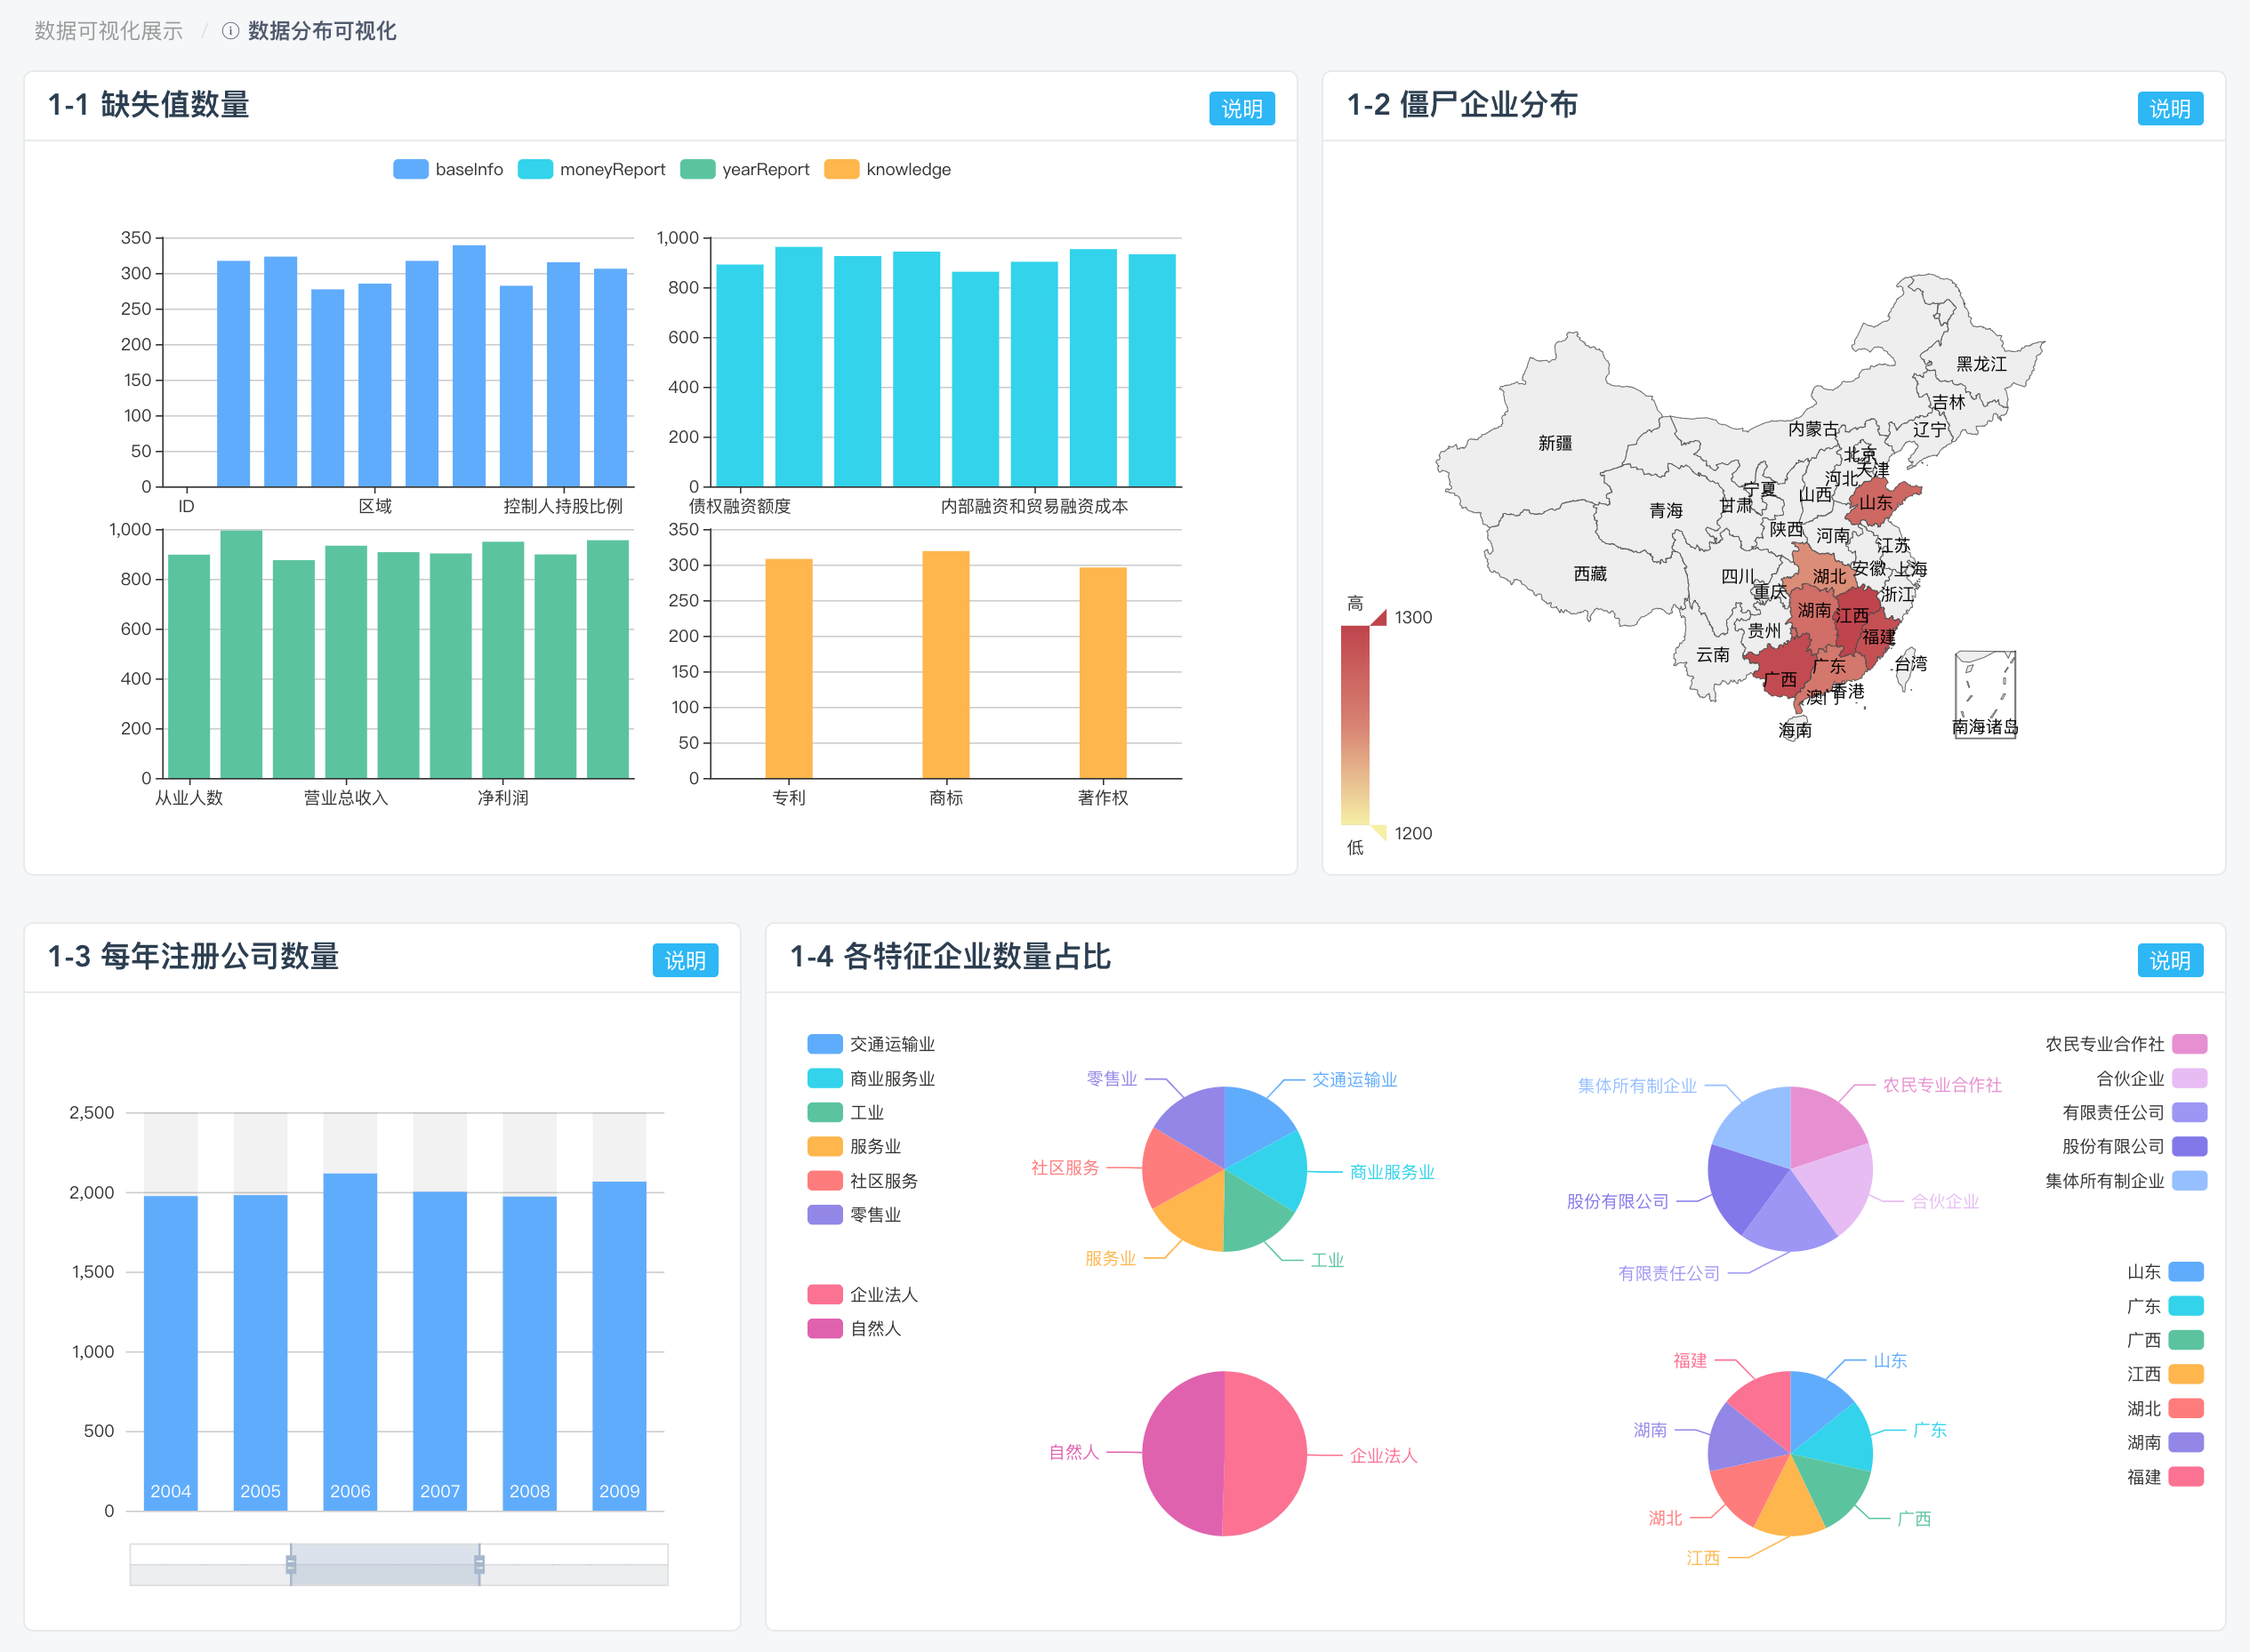 数据可视化展示 / 数据分布可视化
1-1 缺失值数量
说明
baseInfo moneyReport yearReport knowledge
350
300
250
200
150
100
50
0
ID 区域 控制人持股比例
1,000
800
600
400
200
0
债权融资额度 内部融资和贸易融资成本
1,000
800
600
400
200
0
从业人数 营业总收入 净利润
350
300
250
200
150
100
50
0
专利 商标 著作权
1-2 僵尸企业分布
说明
黑龙江
吉林
辽宁
内蒙古
新疆
北京
天津
河北
宁夏
山西
山东
甘肃
青海
陕西
河南
江苏
安徽
上海
西藏
四川
湖北
重庆
浙江
湖南
江西
贵州
福建
云南
广东
台湾
广西
香港
澳门
南海诸岛
海南
高
1300
1200
低
1-3 每年注册公司数量
说明
2,500
2,000
1,500
1,000
500
0
2004 2005 2006 2007 2008 2009
1-4 各特征企业数量占比
说明
交通运输业
商业服务业
工业
服务业
社区服务
零售业
企业法人
自然人
零售业
交通运输业
社区服务
商业服务业
服务业
工业
集体所有制企业
农民专业合作社
股份有限公司
合伙企业
有限责任公司
农民专业合作社
合伙企业
有限责任公司
股份有限公司
集体所有制企业
自然人
企业法人
福建
山东
湖南
广东
湖北
广西
江西
山东
广东
广西
江西
湖北
湖南
福建